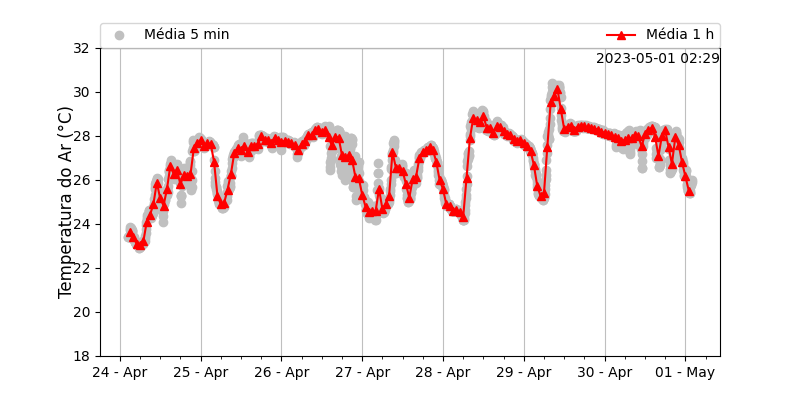 Média 5 min
Média 1 h
2023-05-01 02:29
Temperatura do Ar (°C)
32
30
28
26
24
22
20
18
24 - Apr
25 - Apr
26 - Apr
27 - Apr
28 - Apr
29 - Apr
30 - Apr
01 - May